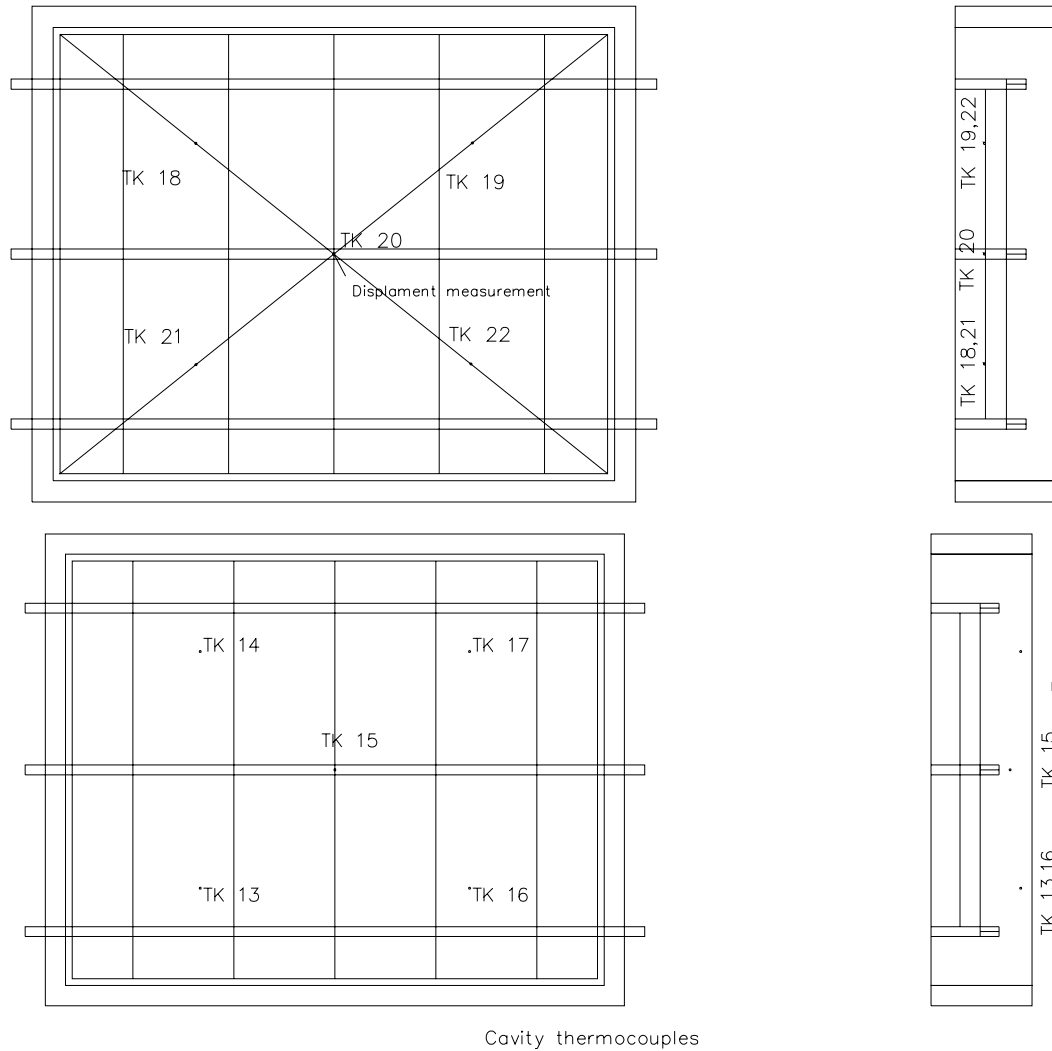 TK 18
TK 19
TK 20
Displament measurement
TK 21
TK 22
TK 19,22
TK 20
TK 18,21
TK 14
TK 17
TK 15
TK 13
TK 16
TK 15
TK 13,16
Cavity thermocouples